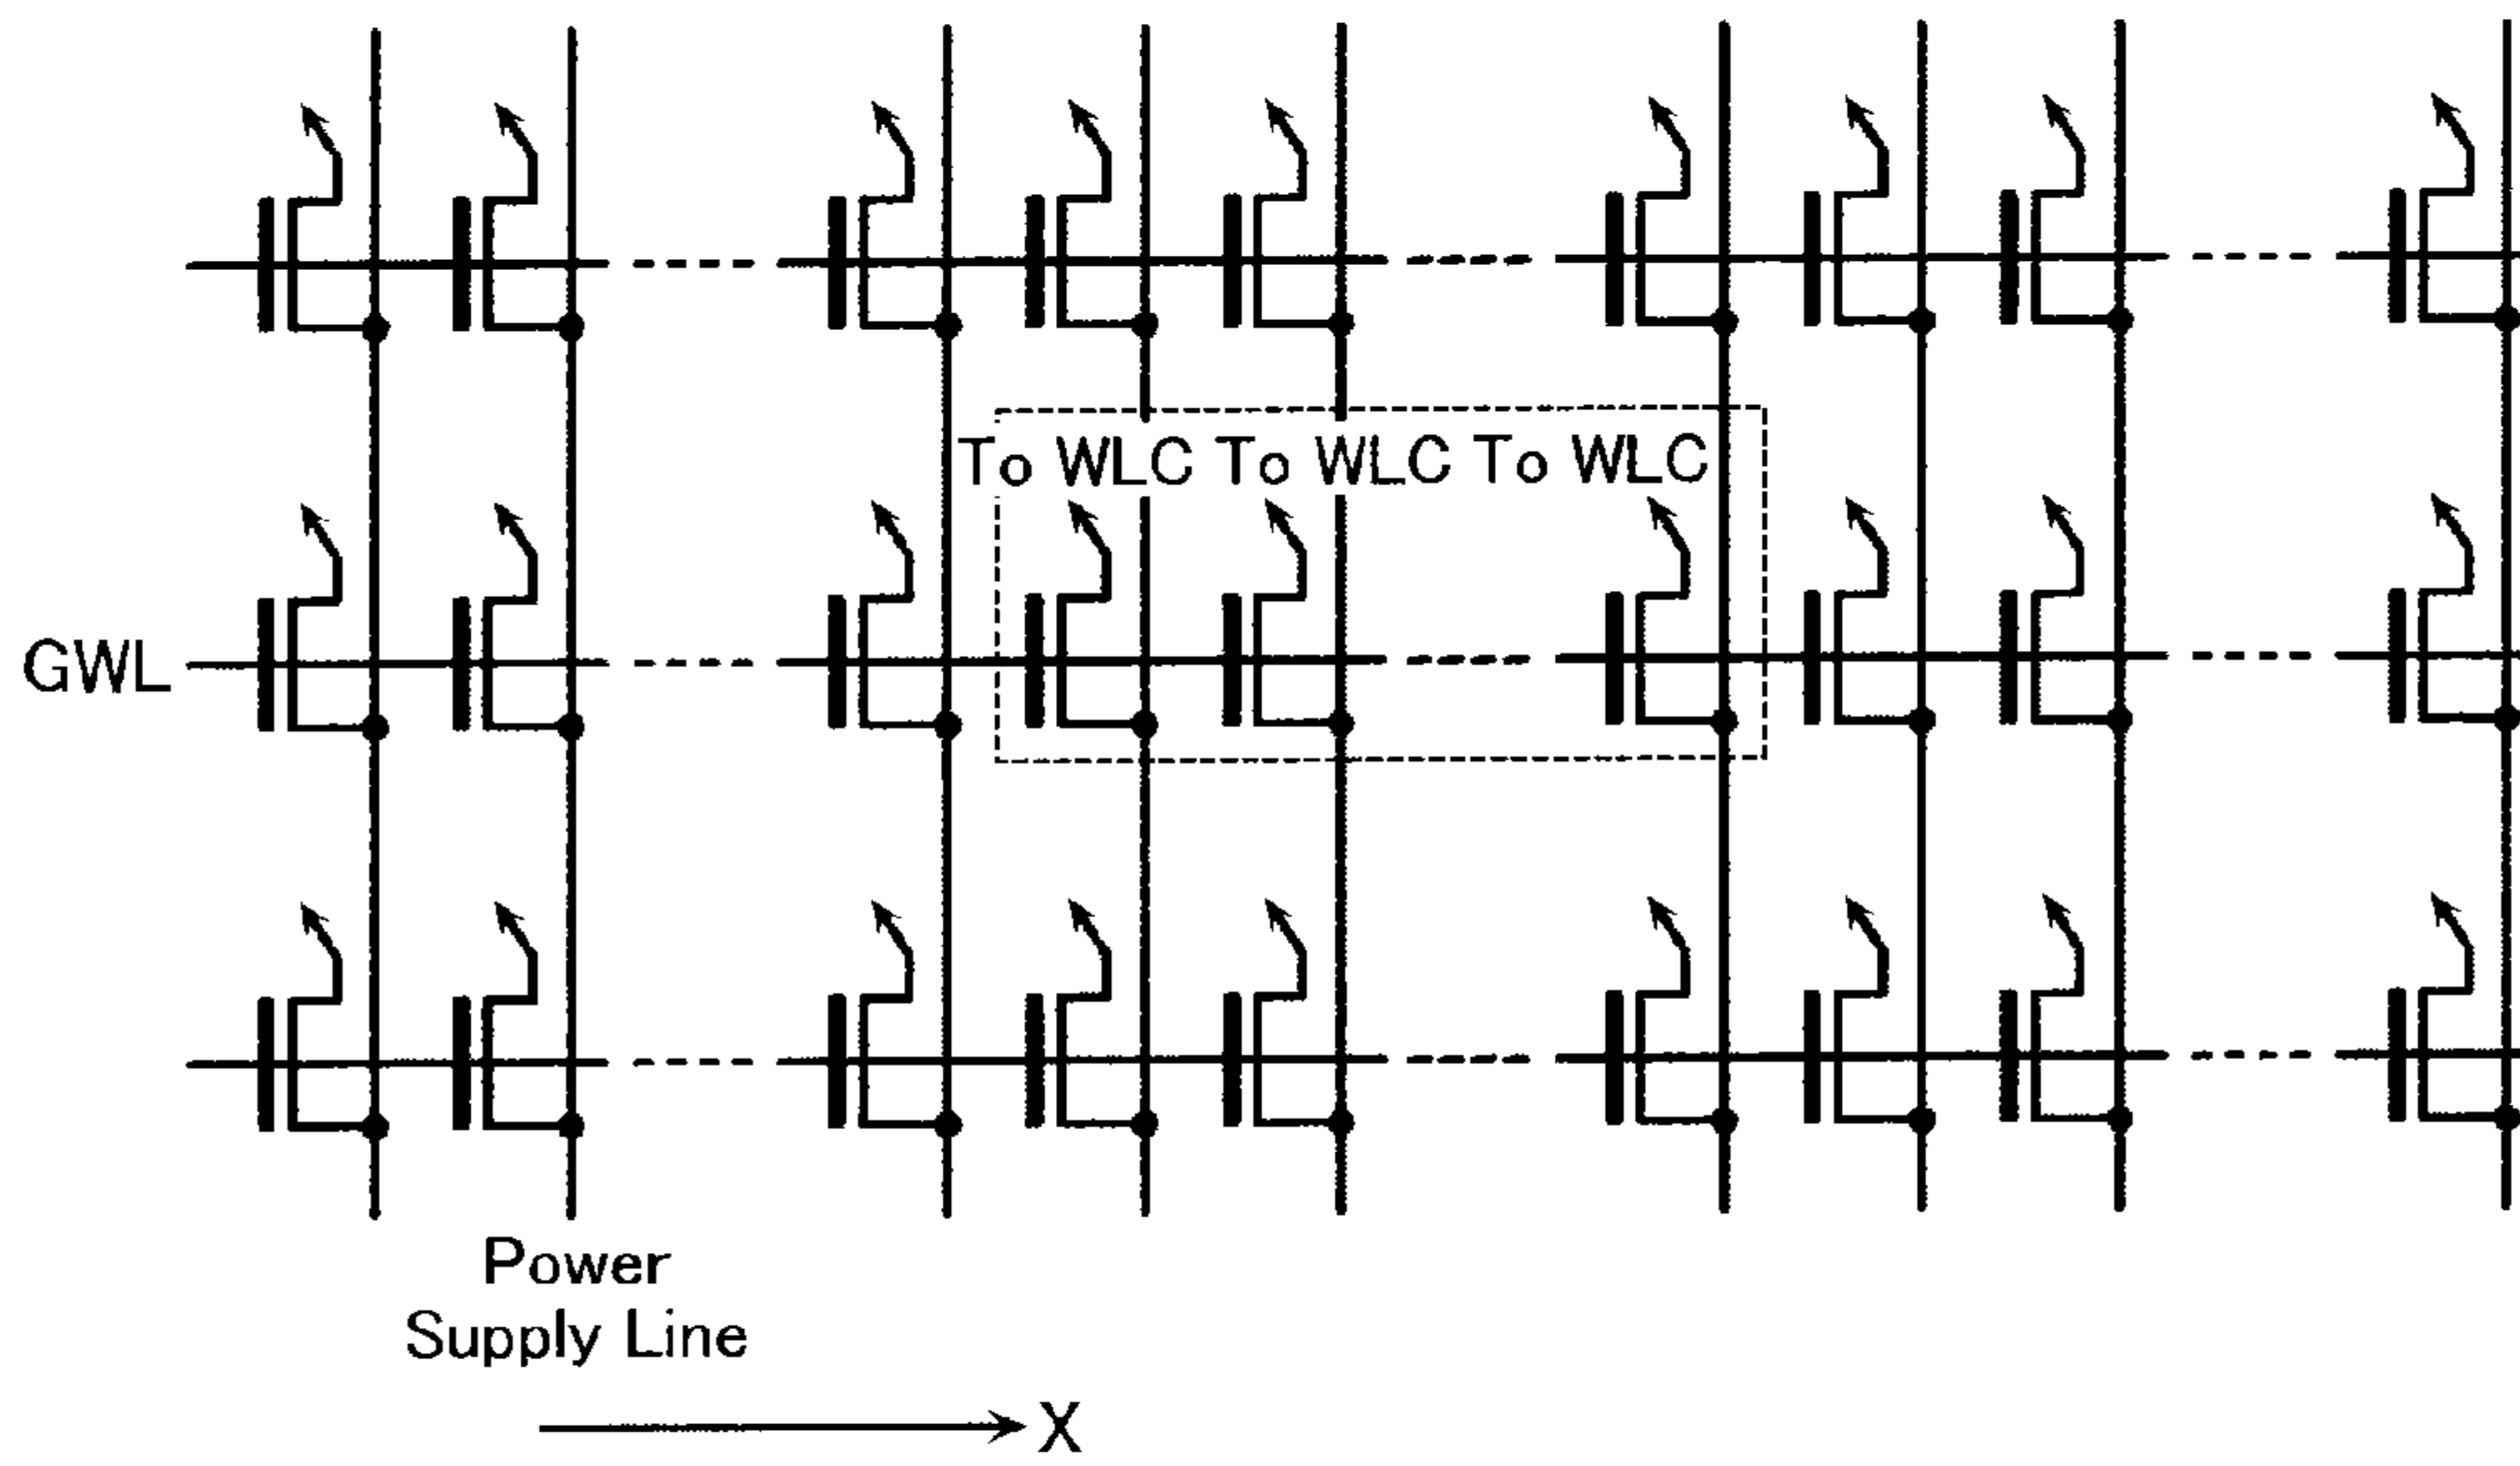 To WLC To WLC To WLC
GWL
Power
Supply Line
X